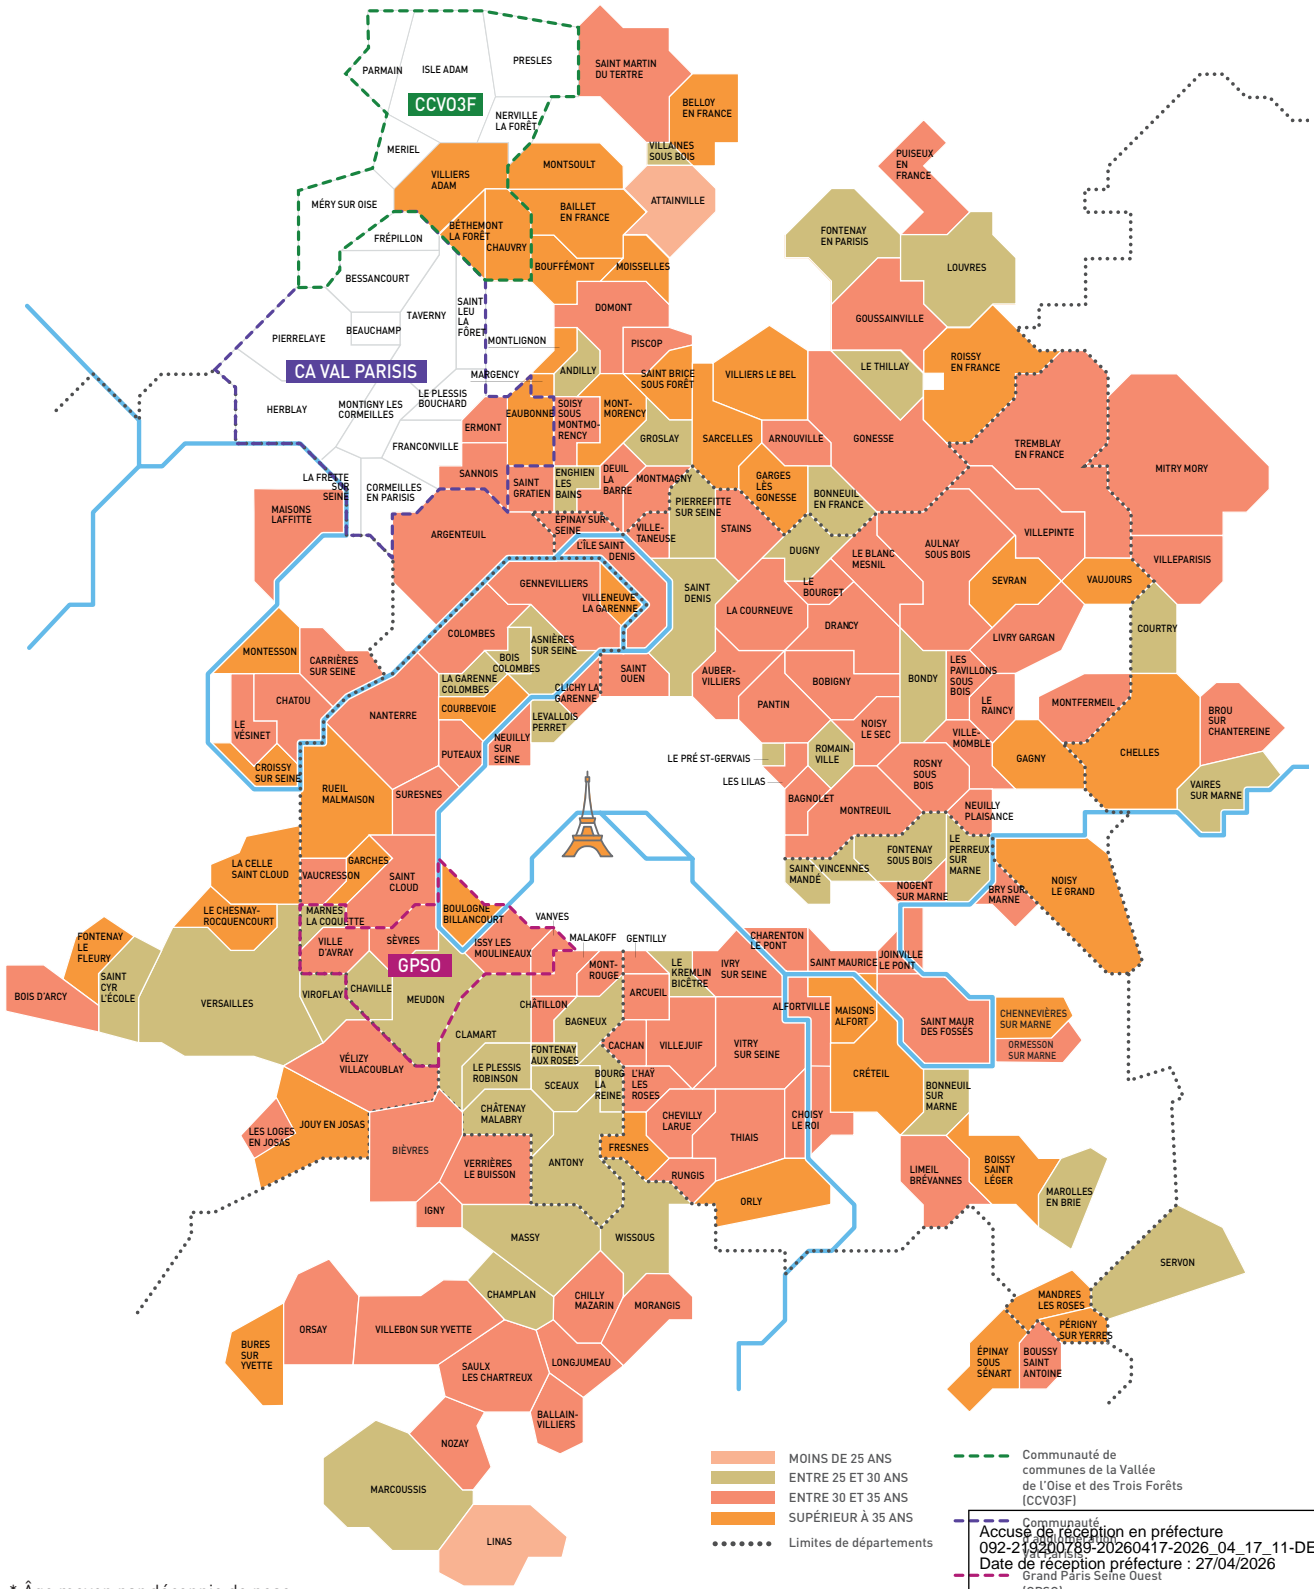 PARMAIN
ISLE ADAM
PRESLES
CCVO3F
NERVILLE
LA FORÊT
MERIEL
VILLIERS
ADAM
MÉRY SUR OISE
FRÉPILLON
BÉTHEMONT
LA FORÊT
CHAUVRY
SAINT MARTIN
DU TERTRE
BELLOY
EN FRANCE
VILLAINES
SOUS BOIS
MONTSOULT
ATTAINVILLE
BAILLET
EN FRANCE
BOUFFÉMONT
MOISSELLES
PUISEUX
EN
FRANCE
FONTENAY
EN PARISIS
LOUVRES
GOUSSAINVILLE
BESSANCOURT
TAVERNY
SAINT
LEU
LA
FÔRET
BEAUCHAMP
PIERRELAYE
CA VAL PARISIS
HERBLAY
MONTIGNY LES
CORMEILLES
LE PLESSIS
BOUCHARD
FRANCONVILLE
LA FRETTE
SUR
SEINE
CORMEILLES
EN PARISIS
MONTLIGNON
MARGENCY
DOMONT
PISCOP
ANDILLY
SAINT BRICE
SOUS FORÊT
VILLIERS LE BEL
LE THILLAY
ROISSY
EN FRANCE
EAUBONNE
SOISY
SOUS
MONTMO-
RENCY
MONT-
MORENCY
ERMONT
GROSLAY
SARCELLES
ARNOUVILLE
GONESSE
TREMBLAY
EN FRANCE
MITRY MORY
SANNOIS
SAINT
GRATIEN
ENGHIEN
LES
BAINS
DEUIL
LA
BARRE
MONTMAGNY
GARGES
LÈS
GONESSE
BONNEUIL
EN FRANCE
MAISONS
LAFFITTE
ARGENTEUIL
ÉPINAY SUR
SEINE
VILLE-
TANEUSE
PIERREFITTE
SUR SEINE
STAINS
L'ÎLE SAINT
DENIS
DUGNY
LE BLANC
MESNIL
AULNAY
SOUS BOIS
VILLEPINTE
VILLEPARISIS
GENNEVILLIERS
VILLENEUVE
LA GARENNE
SAINT
DENIS
LE
BOURGET
LA COURNEUVE
DRANCY
SEVRAN
VAUJOURS
COURTRY
LIVRY GARGAN
COLOMBES
ASNIÈRES
SUR SEINE
BOIS
COLOMBES
LA GARENNE
COLOMBES
CLICHY LA
GARENNE
SAINT
OUEN
AUBER-
VILLIERS
BOBIGNY
BONDY
LES
PAVILLONS
SOUS
BOIS
LE
RAINCY
MONTFERMEIL
BROU
SUR
CHANTEREINE
MONTESSON
CARRIÈRES
SUR SEINE
CHATOU
LE
VÉSINET
CROISSY
SUR SEINE
NANTERRE
COURBEVOIE
LEVALLOIS
PERRET
PUTEAUX
NEUILLY
SUR
SEINE
PANTIN
NOISY
LE SEC
VILLE-
MOMBLE
GAGNY
CHELLES
VAIRES
SUR MARNE
LE PRÉ ST-GERVAIS
ROMAIN-
VILLE
LES LILAS
ROSNY
SOUS
BOIS
BAGNOLET
MONTREUIL
NEUILLY
PLAISANCE
RUEIL
MALMAISON
SURESNES
LA CELLE
SAINT CLOUD
GARCHES
VAUCRESSON
SAINT
CLOUD
FONTENAY
SOUS BOIS
LE
PERREUX
SUR
MARNE
SAINT
MANDÉ
VINCENNES
NOGENT
SUR MARNE
BRY SUR
MARNE
NOISY
LE GRAND
LE CHESNAY-
ROCQUENCOURT
MARNES
LA COQUETTE
BOULOGNE
BILLANCOURT
VILLE
D'AVRAY
SÈVRES
ISSY LES
MOULINEAUX
VANVES
MALAKOFF
GENTILLY
CHARENTON
LE PONT
GPSO
FONTENAY
LE
FLEURY
SAINT
CYR
L'ÉCOLE
BOIS D'ARCY
VERSAILLES
VIROFLAY
CHAVILLE
MEUDON
CLAMART
CHÂTILLON
MONT-
ROUGE
ARCUEIL
LE
KREMLIN
BICÊTRE
IVRY
SUR SEINE
SAINT MAURICE
JOINVILLE
LE PONT
ALFORTVILLE
MAISONS
ALFORT
SAINT MAUR
DES FOSSÉS
CHENNEVIÈRES
SUR MARNE
ORMESSON
SUR MARNE
BAGNEUX
FONTENAY
AUX ROSES
CACHAN
VILLEJUIF
VITRY
SUR SEINE
CRÉTEIL
BONNEUIL
SUR
MARNE
VÉLIZY
VILLACOUBLAY
LE PLESSIS
ROBINSON
SCEAUX
BOURG
LA
REINE
L'HAŸ
LES
ROSES
CHÂTENAY
MALABRY
CHEVILLY
LARUE
THIAIS
CHOISY
LE ROI
JOUY EN JOSAS
LES LOGES
EN JOSAS
BIÈVRES
VERRIÈRES
LE BUISSON
ANTONY
FRESNES
RUNGIS
ORLY
LIMEIL
BRÉVANNES
BOISSY
SAINT
LÉGER
MAROLLES
EN BRIE
IGNY
MASSY
WISSOUS
SERVON
CHAMPLAN
CHILLY
MAZARIN
MORANGIS
MANDRES
LES ROSES
PÉRIGNY
SUR YERRES
ÉPINAY
SOUS
SÉNART
BOUSSY
SAINT
ANTOINE
ORSAY
VILLEBON SUR YVETTE
BURES
SUR
YVETTE
SAULX
LES CHARTREUX
LONGJUMEAU
BALLAIN-
VILLIERS
NOZAY
MARCOUSSIS
LINAS
MOINS DE 25 ANS
ENTRE 25 ET 30 ANS
ENTRE 30 ET 35 ANS
SUPÉRIEUR À 35 ANS
Limites de départements
Communauté de
communes de la Vallée
de l'Oise et des Trois Forêts
(CCVO3F)
Communauté
d'agglomération
Val Parisis
Grand Paris Seine Ouest
Accusé de réception en préfecture
092-219200789-20260417-2026_04_17_11-DE
Date de réception préfecture : 27/04/2026